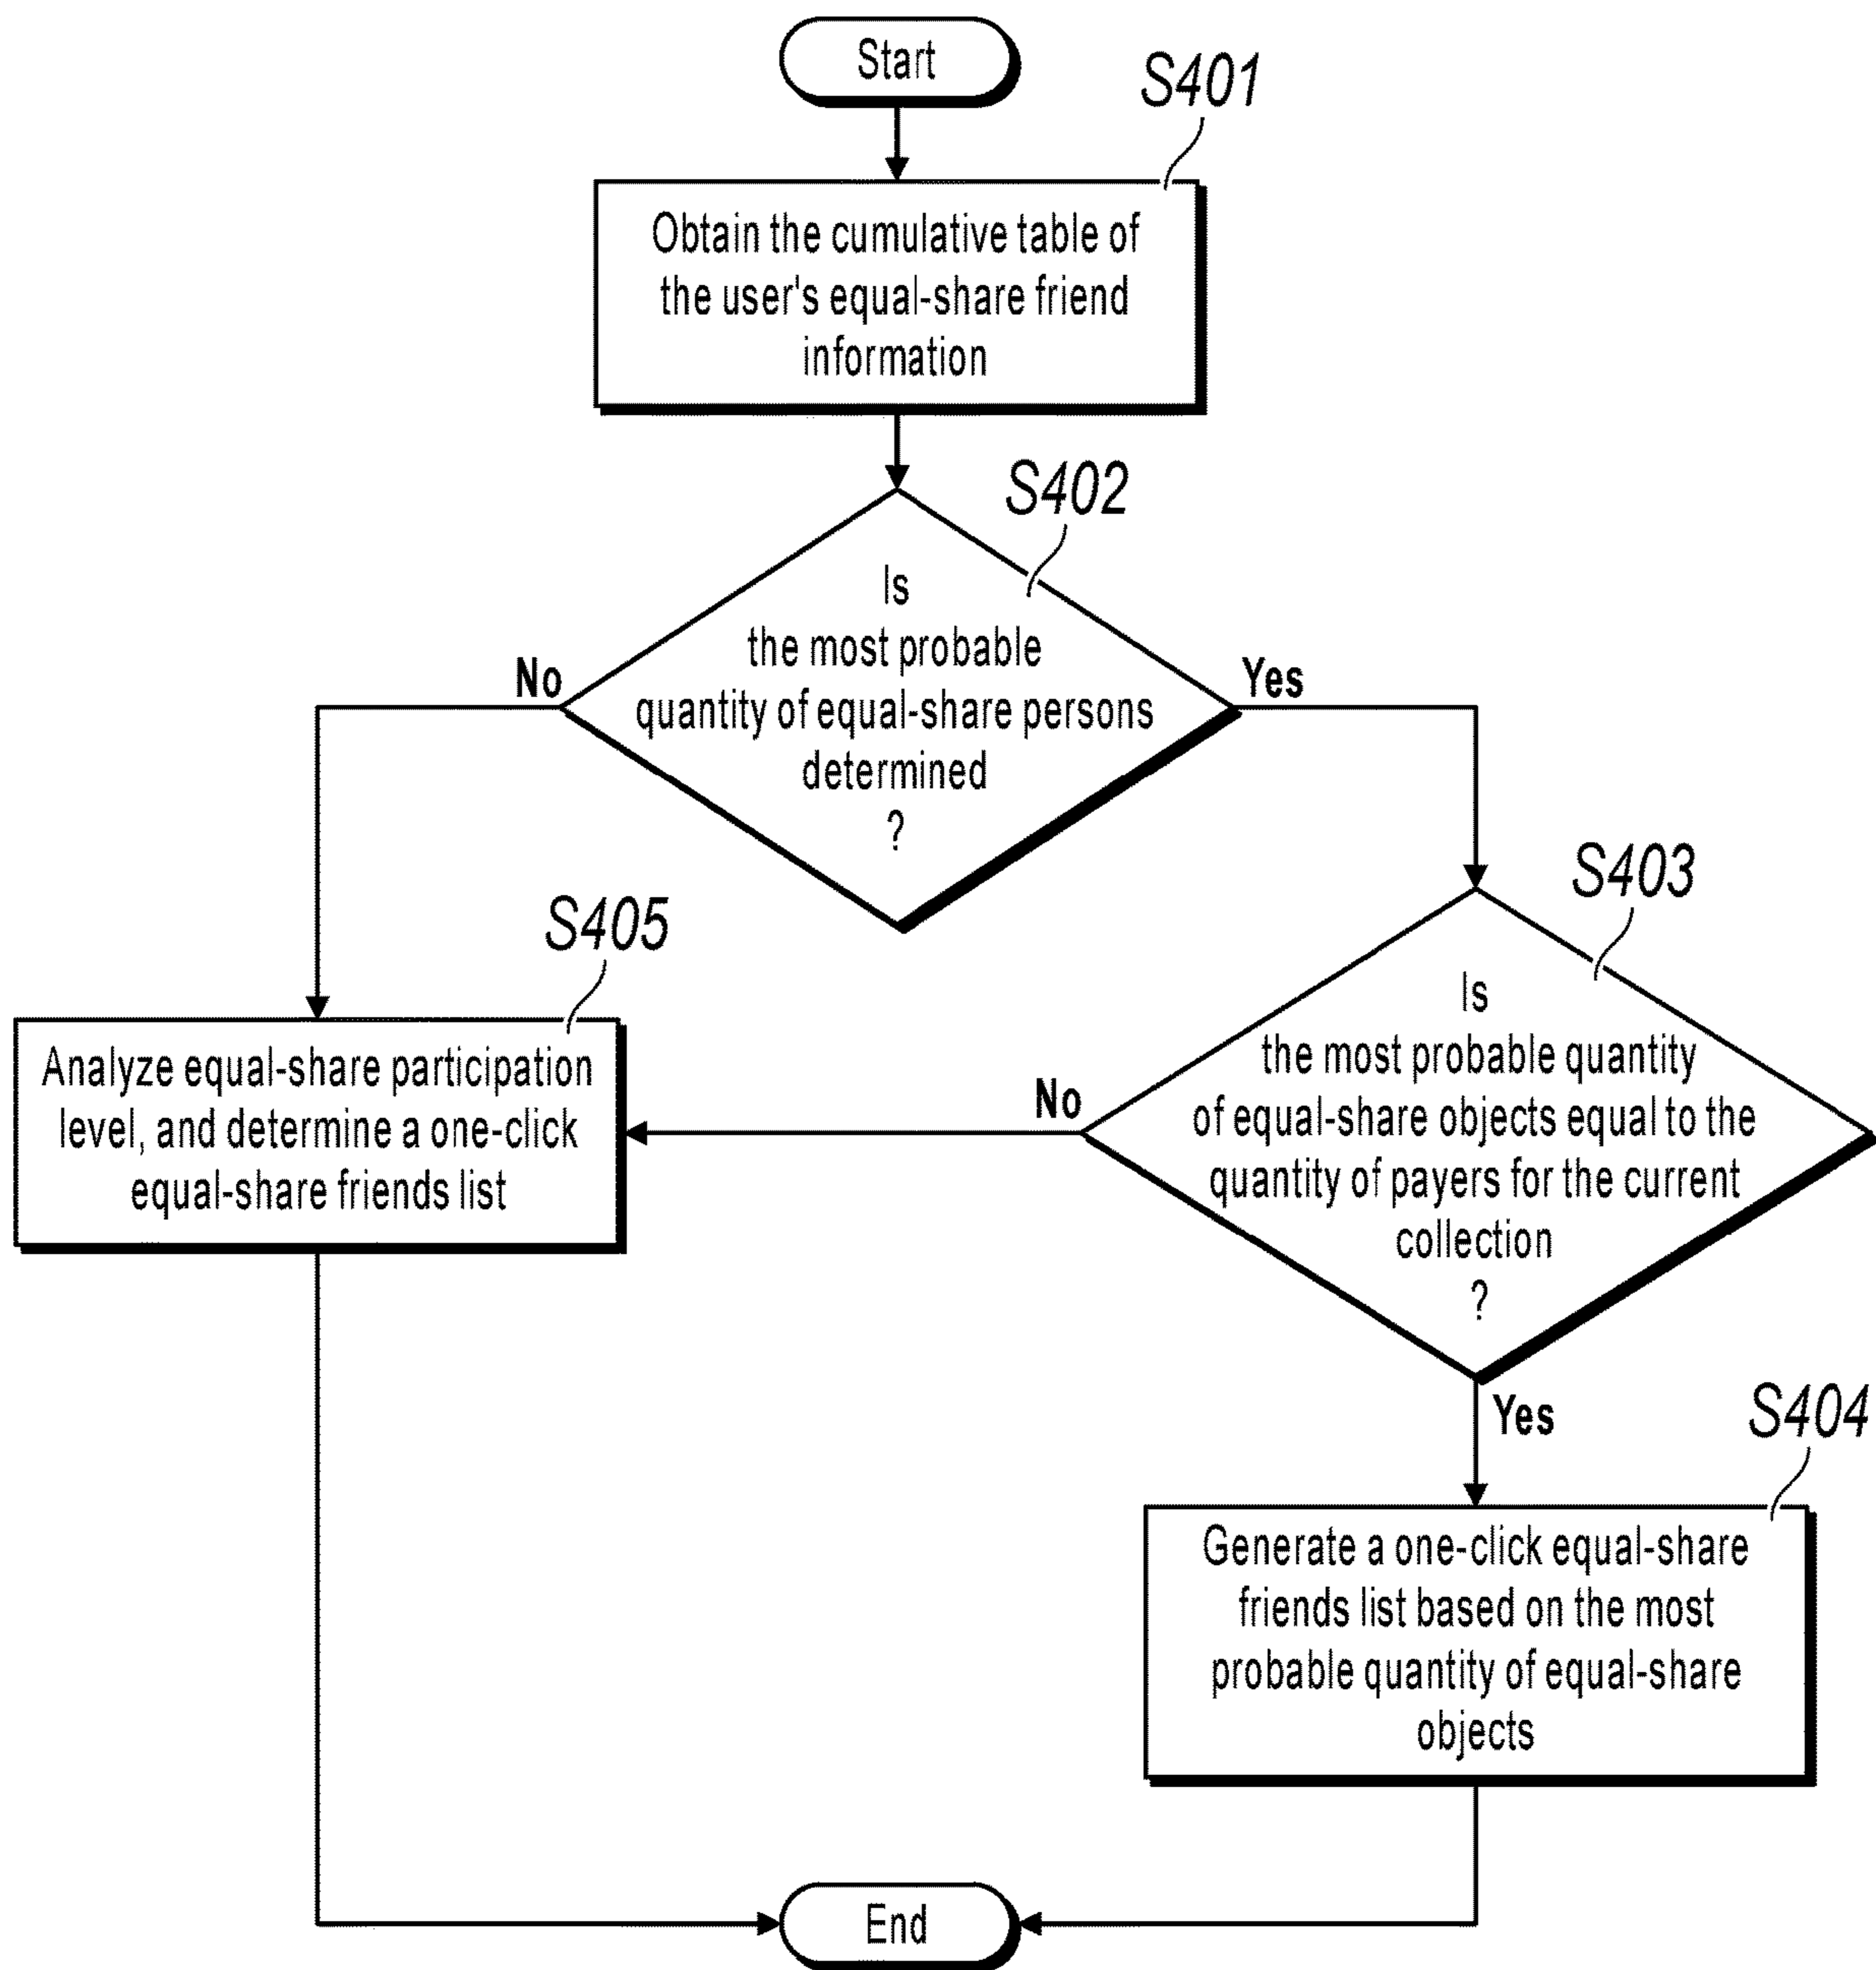 Start
S401
Obtain the cumulative table of
the user's equal-share friend
information
S402
Is
the most probable
quantity of equal-share persons
determined
?
No
Yes
S403
Is
the most probable quantity
of equal-share objects equal to the
quantity of payers for the current
collection
?
No
Yes
S405
Analyze equal-share participation
level, and determine a one-click
equal-share friends list
S404
Generate a one-click equal-share
friends list based on the most
probable quantity of equal-share
objects
End